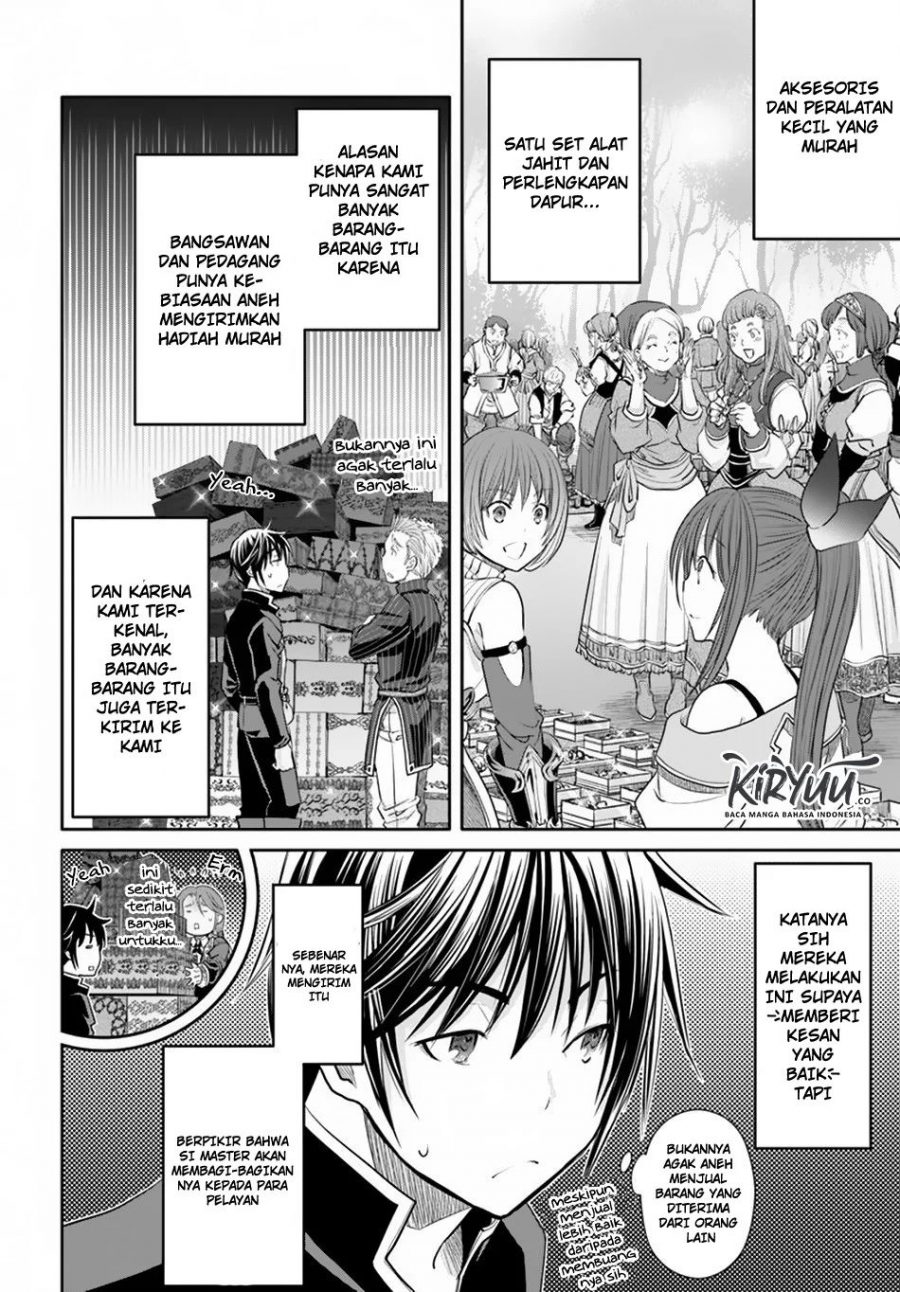 AKSESORIS
DAN PERALATAN
KECIL YANG
MURAH
SATU SET ALAT
JAHIT DAN
PERLENGKAPAN
DAPUR...
ALASAN
KENAPA KAMI
PUNYA SANGAT
BANYAK
BARANG-
BARANG ITU
KARENA
BANGSAWAN
DAN PEDAGANG
PUNYA KE-
BIASAAN ANEH
MENGIRIMKAN
HADIAH MURAH
Bukannya ini
agak terlalu
banyak...
Yeah...
DAN KARENA
KAMI TER-
KENAL,
BANYAK
BARANG-
BARANG ITU
JUGA TER-
KIRIM KE
KAMI
KIRYUU.CO
BACA MANGA BAHASA INDONESIA
KATANYA
SIH
MEREKA
MELAKUKAN
INI SUPAYA
MEMBERI
KESAN
YANG
BAIK
TAPI
SEBENAR
NYA, MEREKA
MENGIRIM
ITU
Erm
ini
sedikit
terlalu
Banyak
untukku...
Yeah
BERPIKIR BAHWA
SI MASTER AKAN
MEMBAGI-BAGIKAN
NYA KEPADA PARA
PELAYAN
BUKANNYA
AGAK ANEH
MENJUAL
BARANG YANG
DITERIMA
DARI ORANG
LAIN
meskipun
menjual
lebih baik
daripada
membuang
nya sih